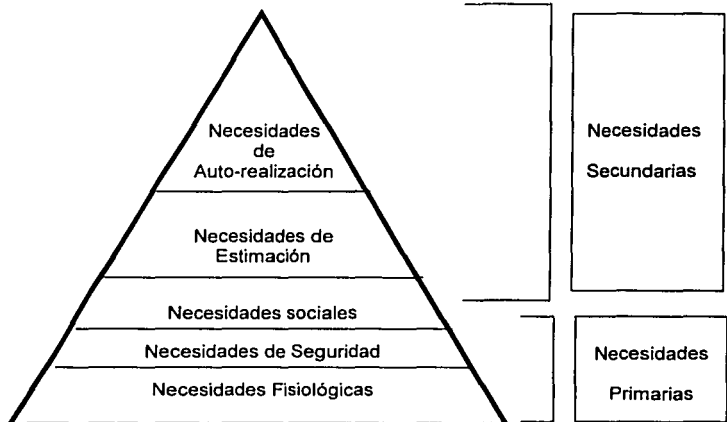 Necesidades
de
Auto-realización
Necesidades de
Estimación
Necesidades sociales
Necesidades de Seguridad
Necesidades Fisiológicas
Necesidades
Secundarias
Necesidades
Primarias